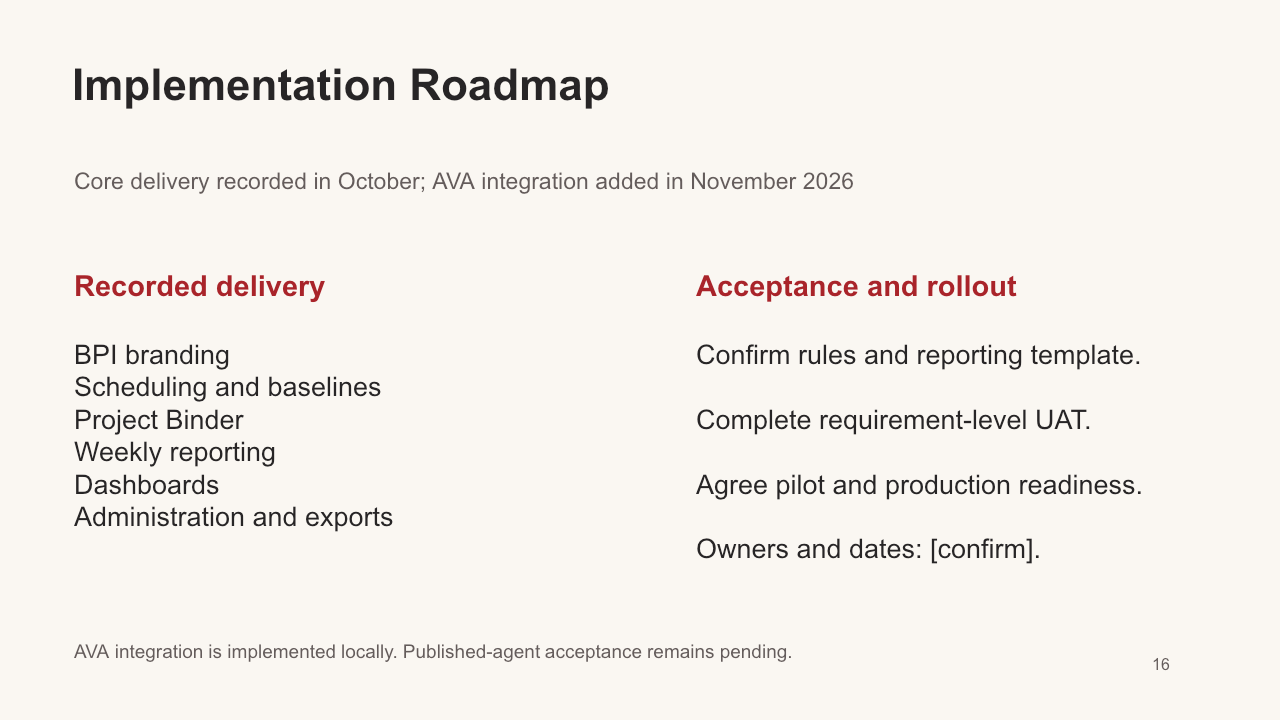 Implementation Roadmap
Core delivery recorded in October; AVA integration added in November 2026
Recorded delivery
BPI branding
Scheduling and baselines
Project Binder
Weekly reporting
Dashboards
Administration and exports
Acceptance and rollout
Confirm rules and reporting template.
Complete requirement-level UAT.
Agree pilot and production readiness.
Owners and dates: [confirm].
AVA integration is implemented locally. Published-agent acceptance remains pending.
16